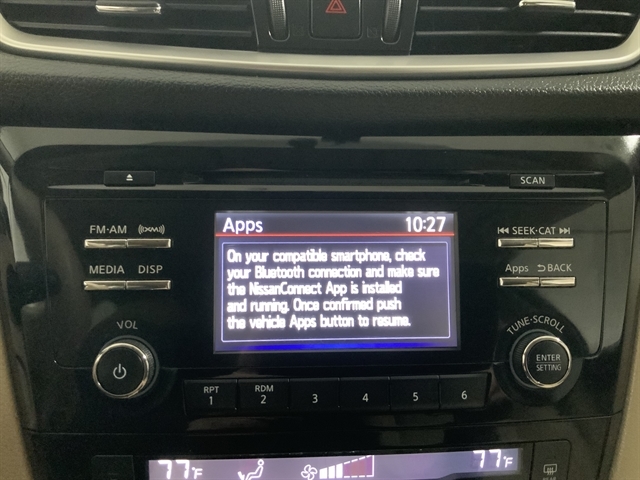 SCAN
FM·AM
MEDIA DISP
Apps 10:27
On your compatible smartphone, check
your Bluetooth connection and make sure
the NissanConnect App is installed
and running. Once confirmed push
the vehicle Apps button to resume.
SEEK·CAT
Apps BACK
VOL
TUNE·SCROLL
ENTER
SETTING
RPT
1
RDM
2
3
4
5
6
77°F
77°F